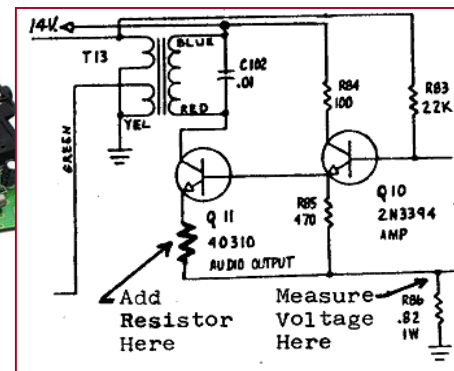 14V.
T13
BLUE
C102
.01
RED
YEL
GREEN
R84
100
R83
22K
Q10
2N3394
AMP
R85
470
Q11
40310
AUDIO OUTPUT
Add
Resistor
Here
Measure
Voltage
Here
R86
.82
1W